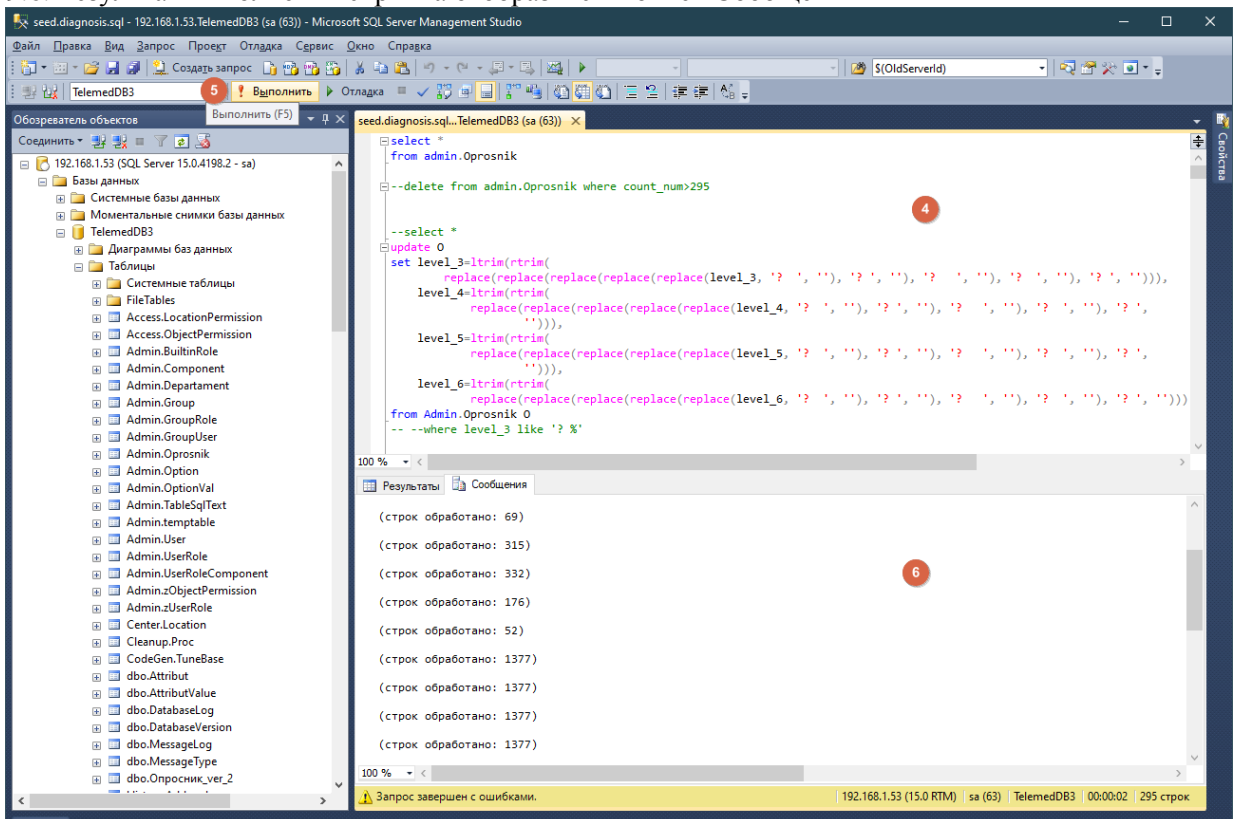 seed.diagnosis.sql - 192.168.1.53.TelemedDB3 (sa (63)) - Microsoft SQL Server Management Studio
Файл Правка Вид Запрос Проект Отладка Сервис Окно Справка
Создать запрос
$(OldServerId)
TelemedDB3
5
Выполнить
Отладка
Выполнить (F5)
Обозреватель объектов
Соединить
192.168.1.53 (SQL Server 15.0.4198.2 - sa)
Базы данных
Системные базы данных
Моментальные снимки базы данных
TelemedDB3
Диаграммы баз данных
Таблицы
Системные таблицы
FileTables
Access.LocationPermission
Access.ObjectPermission
Admin.BuiltinRole
Admin.Component
Admin.Departament
Admin.Group
Admin.GroupRole
Admin.GroupUser
Admin.Oprosnik
Admin.Option
Admin.OptionVal
Admin.TableSqlText
Admin.temptable
Admin.User
Admin.UserRole
Admin.UserRoleComponent
Admin.zObjectPermission
Admin.zUserRole
Center.Location
Cleanup.Proc
CodeGen.TuneBase
dbo.Attribut
dbo.AttributValue
dbo.DatabaseLog
dbo.DatabaseVersion
dbo.MessageLog
dbo.MessageType
dbo.Опросник_ver_2
seed.diagnosis.sql...TelemedDB3 (sa (63))
Свойства
select *
from admin.Oprosnik
--delete from admin.Oprosnik where count_num>295
4
--select *
update O
set level_3=ltrim(rtrim(
replace(replace(replace(replace(replace(level_3, '?  ', ''), '? ', ''), '?   ', ''), '?  ', ''), '? ', ''))),
level_4=ltrim(rtrim(
replace(replace(replace(replace(replace(level_4, '?  ', ''), '? ', ''), '?   ', ''), '?  ', ''), '? ',
''))),
level_5=ltrim(rtrim(
replace(replace(replace(replace(replace(level_5, '?  ', ''), '? ', ''), '?   ', ''), '?  ', ''), '? ',
''))),
level_6=ltrim(rtrim(
replace(replace(replace(replace(replace(level_6, '?  ', ''), '? ', ''), '?   ', ''), '?  ', ''), '? ', '')))
from Admin.Oprosnik O
-- --where level_3 like '? %'
100 %
Результаты
Сообщения
(строк обработано: 69)
(строк обработано: 315)
(строк обработано: 332)
6
(строк обработано: 176)
(строк обработано: 52)
(строк обработано: 1377)
(строк обработано: 1377)
(строк обработано: 1377)
(строк обработано: 1377)
100 %
Запрос завершен с ошибками.
192.168.1.53 (15.0 RTM)
sa (63)
TelemedDB3
00:00:02
295 строк